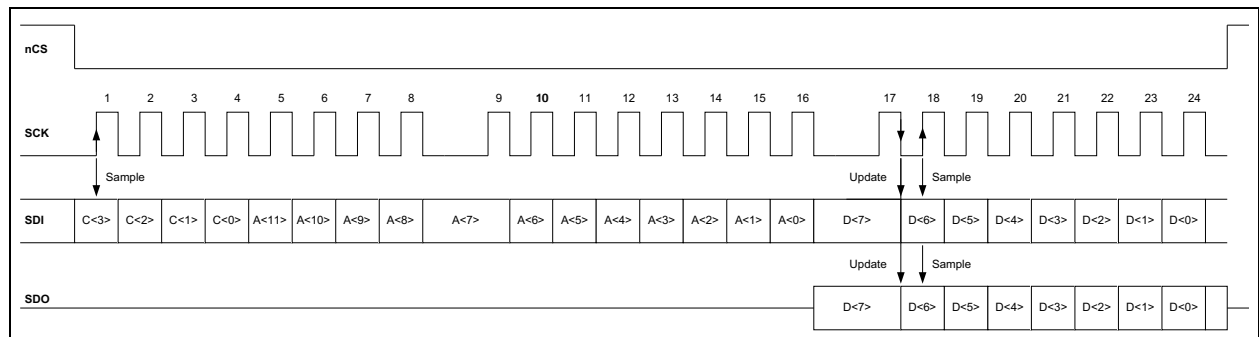 nCS
1 2 3 4 5 6 7 8 9 10 11 12 13 14 15 16 17 18 19 20 21 22 23 24
SCK
Sample Update Sample
SDI C<3> C<2> C<1> C<0> A<11> A<10> A<9> A<8> A<7> A<6> A<5> A<4> A<3> A<2> A<1> A<0> D<7> D<6> D<5> D<4> D<3> D<2> D<1> D<0>
Update Sample
SDO D<7> D<6> D<5> D<4> D<3> D<2> D<1> D<0>